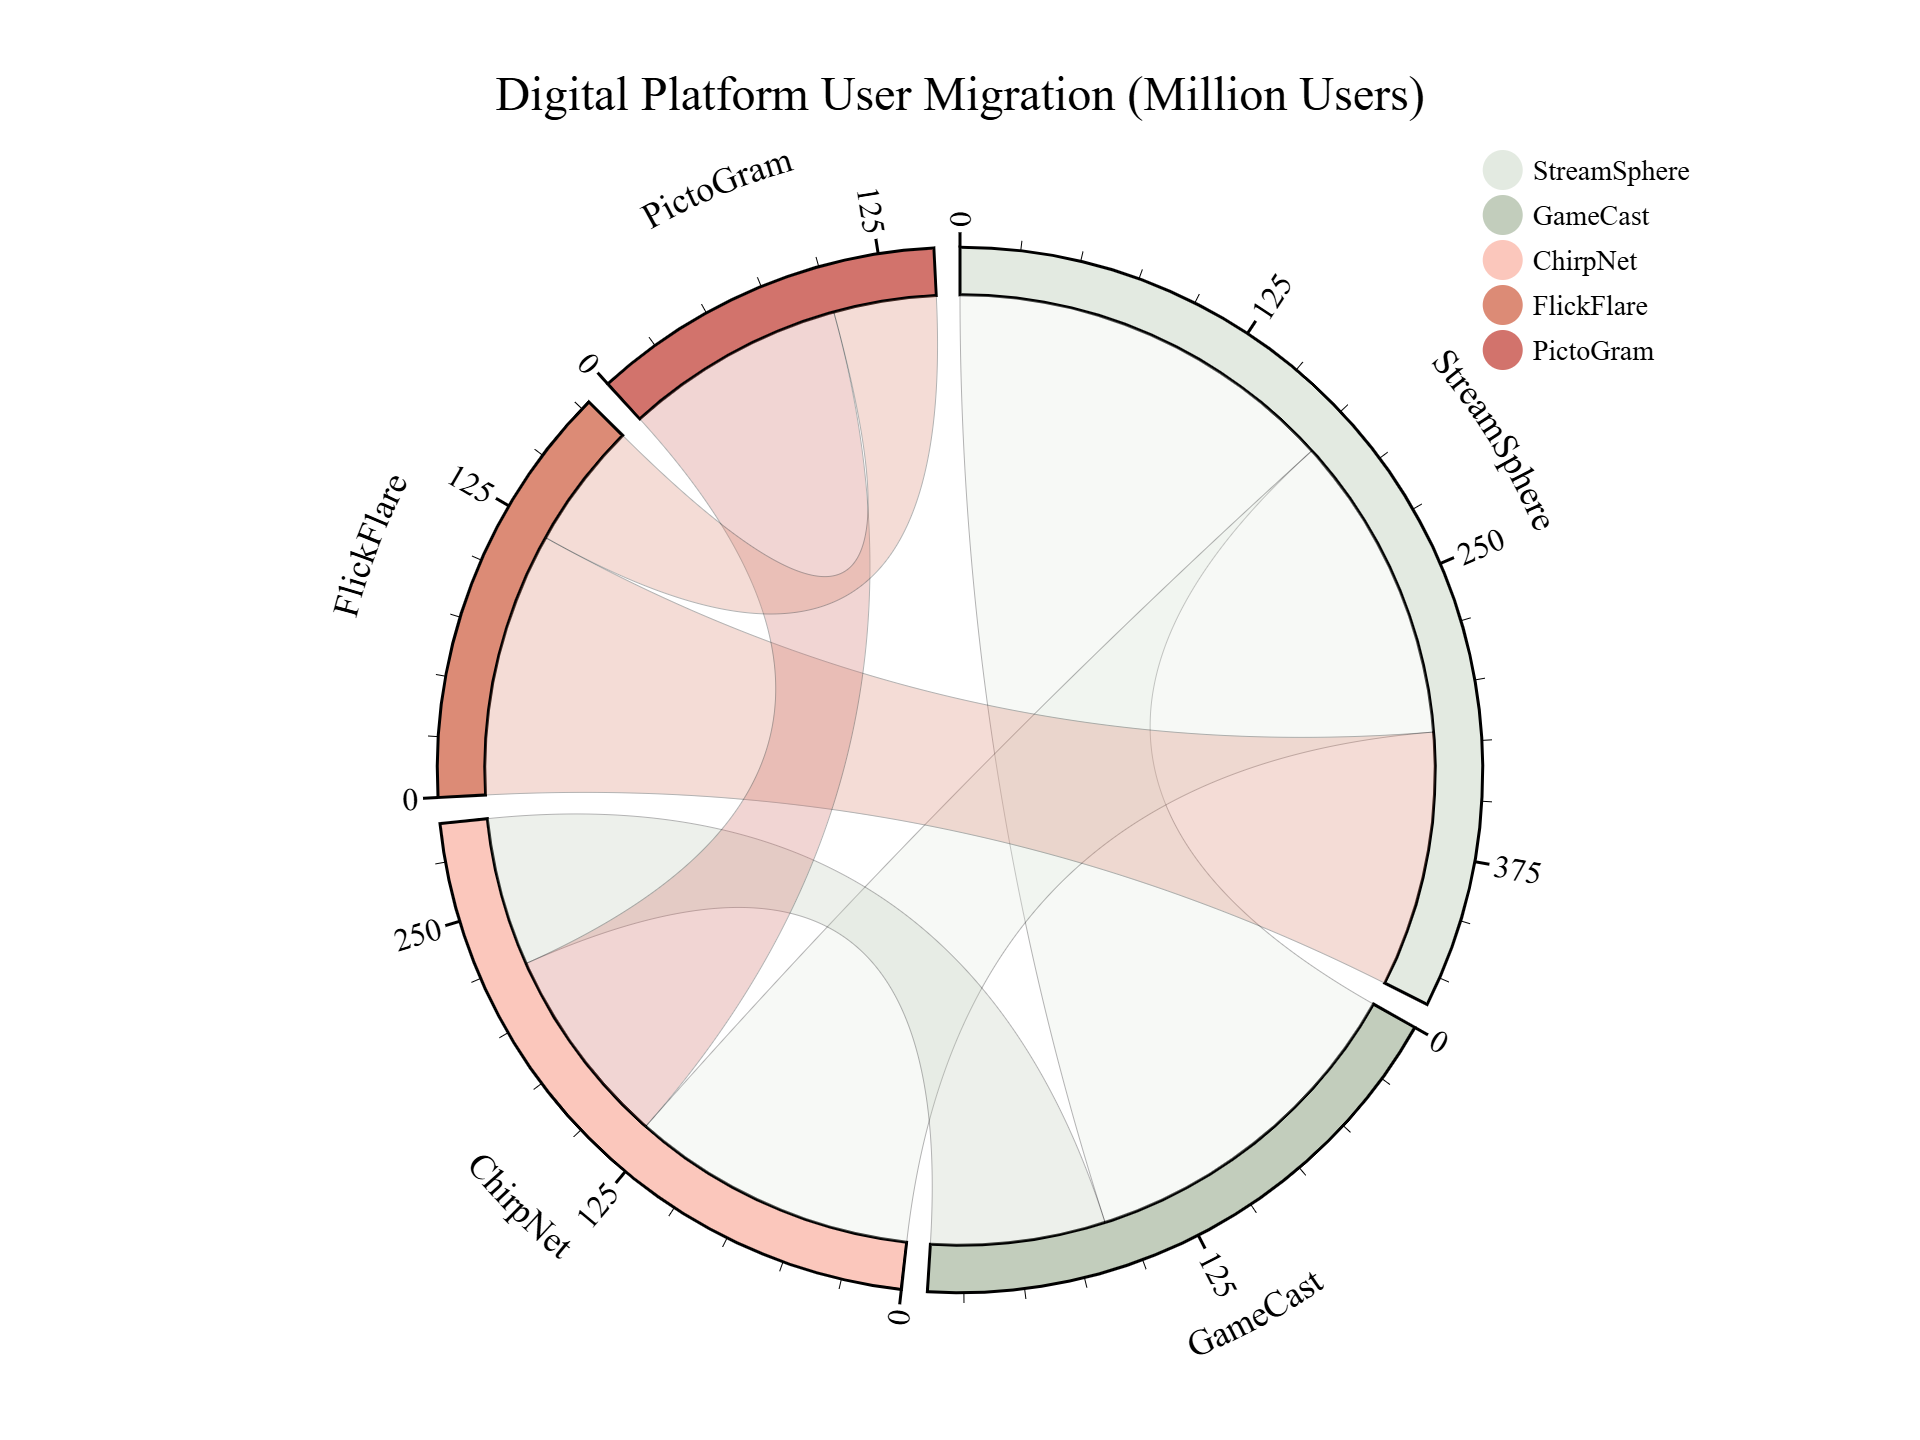 Digital Platform User Migration (Million Users)
StreamSphere
GameCast
ChirpNet
FlickFlare
PictoGram
0
125
250
375
StreamSphere
0
125
GameCast
0
125
250
ChirpNet
0
125
FlickFlare
0
125
PictoGram